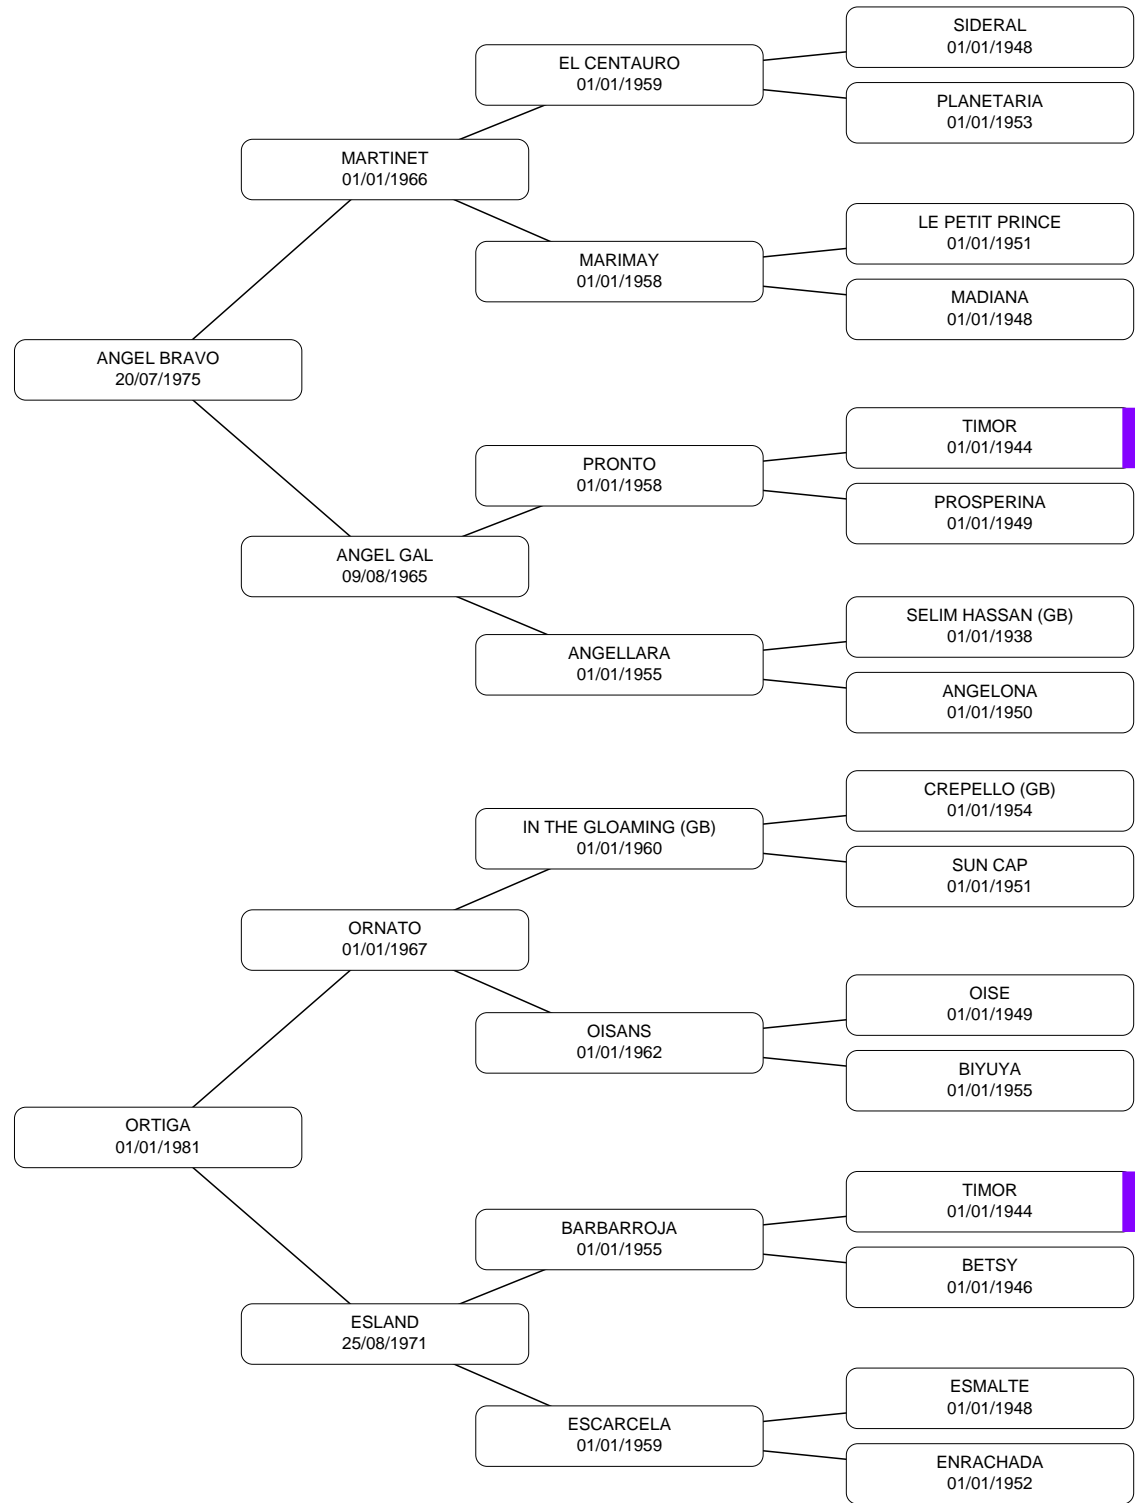 SIDERAL
01/01/1948
EL CENTAURO
01/01/1959
PLANETARIA
01/01/1953
MARTINET
01/01/1966
LE PETIT PRINCE
01/01/1951
MARIMAY
01/01/1958
MADIANA
01/01/1948
ANGEL BRAVO
20/07/1975
TIMOR
01/01/1944
PRONTO
01/01/1958
PROSPERINA
01/01/1949
ANGEL GAL
09/08/1965
SELIM HASSAN (GB)
01/01/1938
ANGELLARA
01/01/1955
ANGELONA
01/01/1950
CREPELLO (GB)
01/01/1954
IN THE GLOAMING (GB)
01/01/1960
SUN CAP
01/01/1951
ORNATO
01/01/1967
OISE
01/01/1949
OISANS
01/01/1962
BIYUYA
01/01/1955
ORTIGA
01/01/1981
TIMOR
01/01/1944
BARBARROJA
01/01/1955
BETSY
01/01/1946
ESLAND
25/08/1971
ESMALTE
01/01/1948
ESCARCELA
01/01/1959
ENRACHADA
01/01/1952